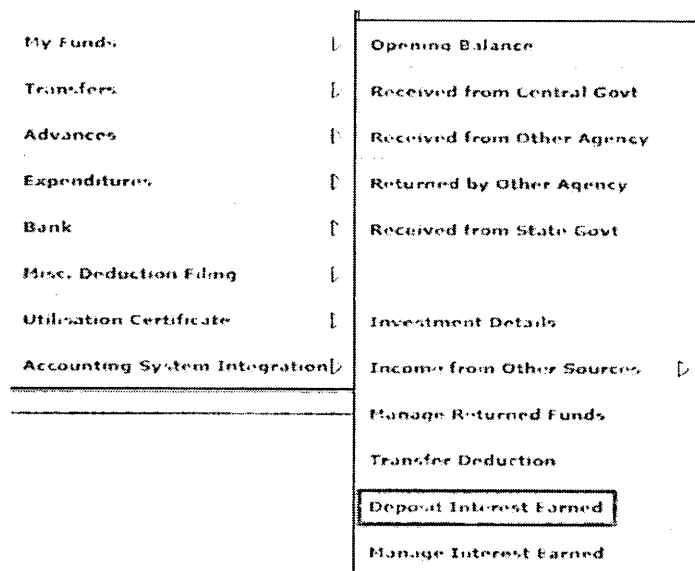 My Funds
Transfers
Advances
Expenditures
Bank
Misc. Deduction Filing
Utilisation Certificate
Accounting System Integration
Opening Balance
Received from Central Govt
Received from Other Agency
Returned by Other Agency
Received from State Govt
Investment Details
Income from Other Sources
Manage Returned Funds
Transfer Deduction
Deposit Interest Earned
Manage Interest Earned